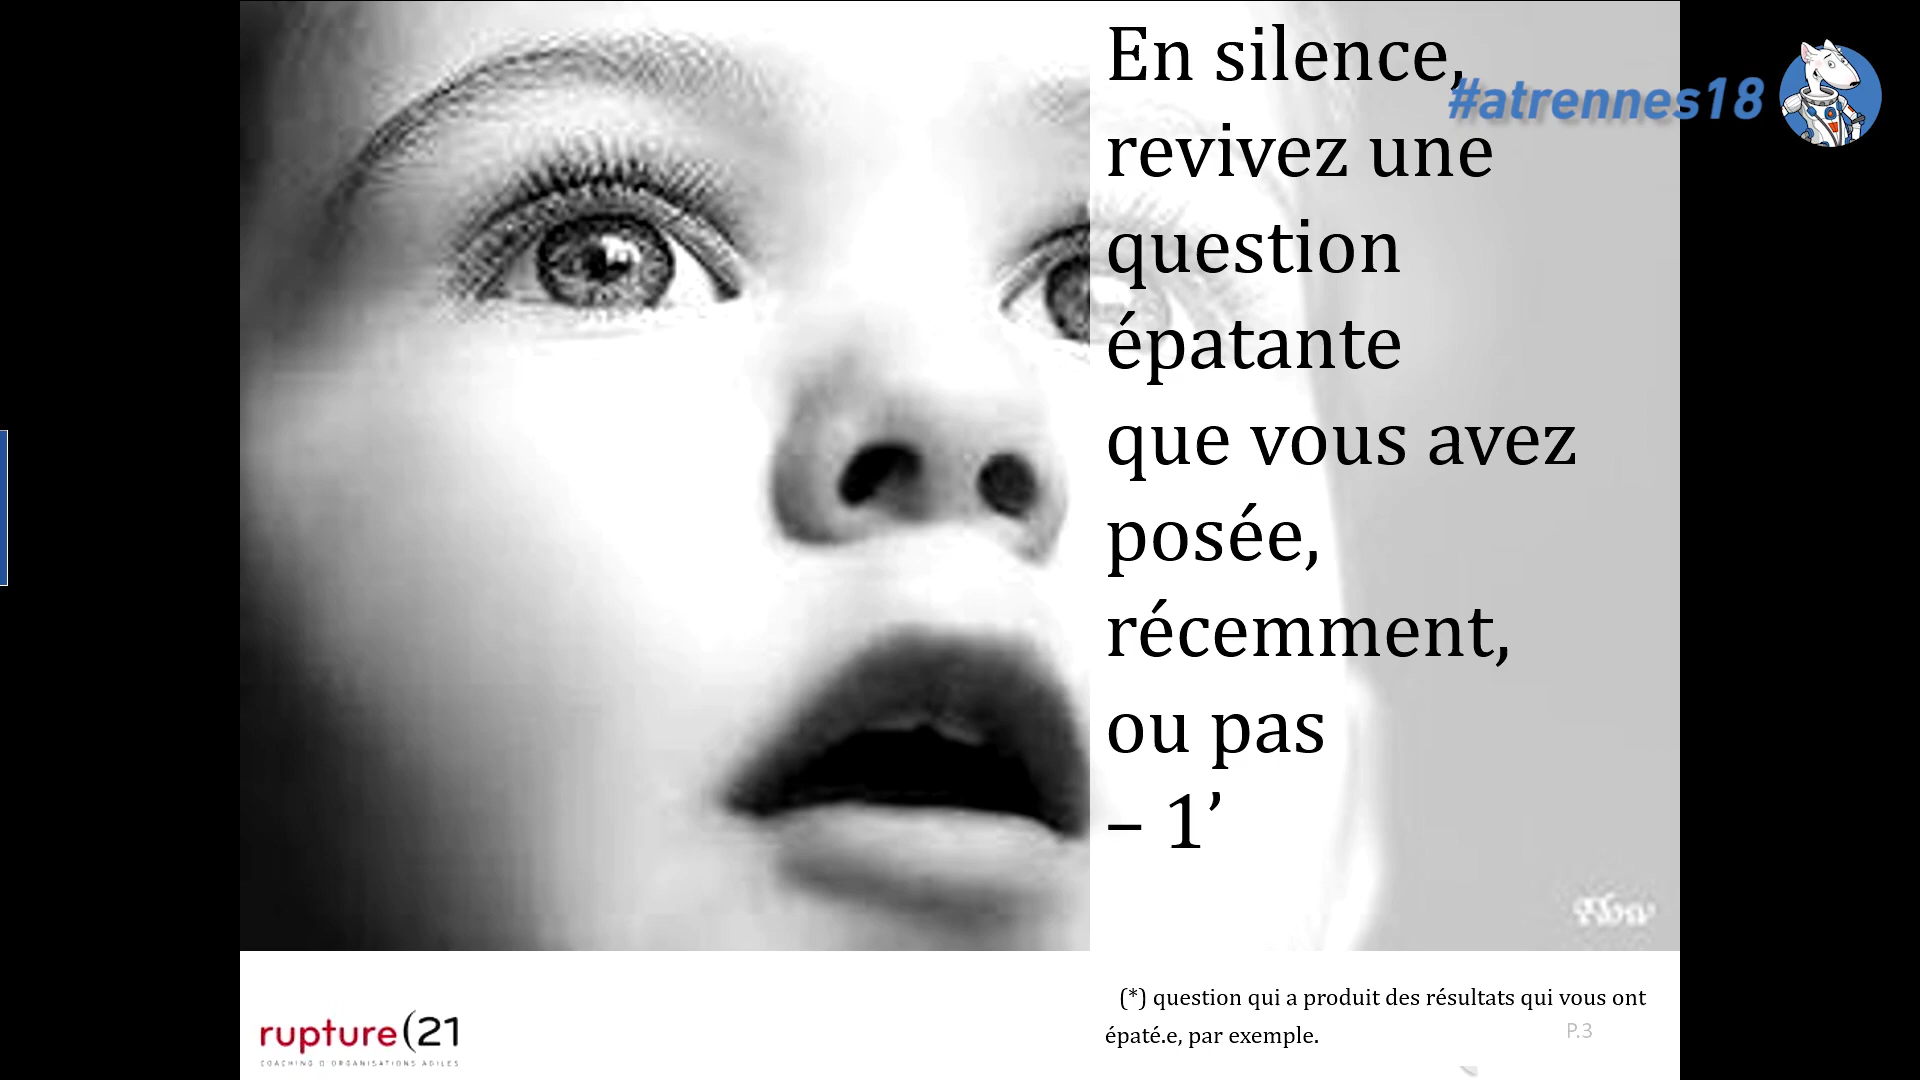 En silence,
#atrennes18
revivez une
question
épatante
que vous avez
posée,
récemment,
ou pas
– 1’
(*) question qui a produit des résultats qui vous ont
épaté.e, par exemple.
P.3
rupture(21
COACHING & ORGANISATIONS AGILES